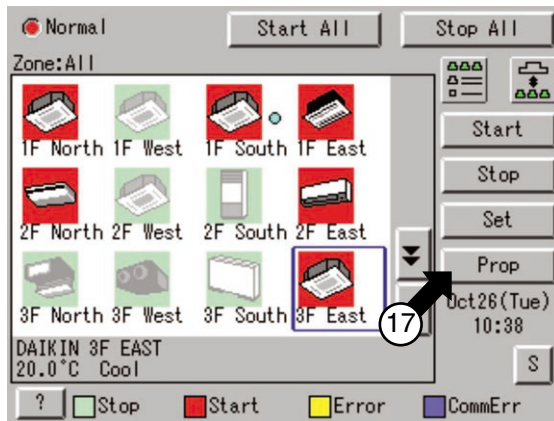 Normal
Start All
Stop All
Zone:All
1F North 1F West 1F South 1F East
Start
Stop
2F North 2F West 2F South 2F East
Set
Prop
3F North 3F West 3F South 3F East
17
Oct26(Tue)
10:38
DAIKIN 3F EAST
20.0°C Cool
S
? Stop Start Error CommErr